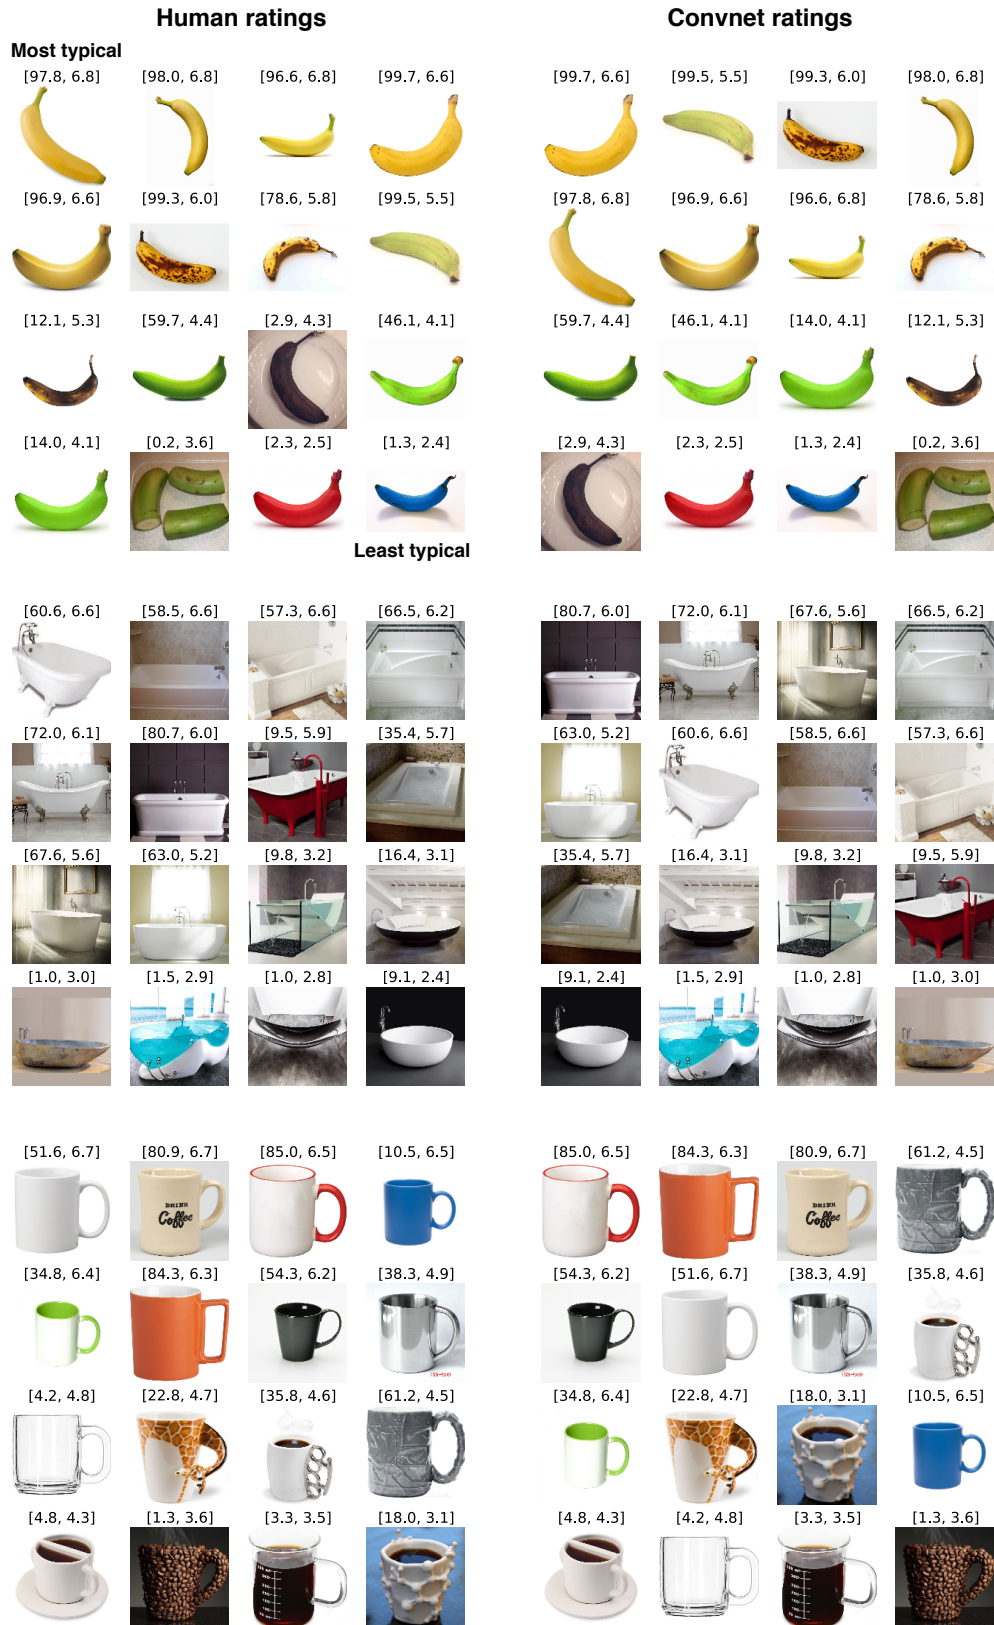 Human ratings Convnet ratings
Most typical
[97.8, 6.8] [98.0, 6.8] [96.6, 6.8] [99.7, 6.6] [99.7, 6.6] [99.5, 5.5] [99.3, 6.0] [98.0, 6.8]
[96.9, 6.6] [99.3, 6.0] [78.6, 5.8] [99.5, 5.5] [97.8, 6.8] [96.9, 6.6] [96.6, 6.8] [78.6, 5.8]
[12.1, 5.3] [59.7, 4.4] [2.9, 4.3] [46.1, 4.1] [59.7, 4.4] [46.1, 4.1] [14.0, 4.1] [12.1, 5.3]
[14.0, 4.1] [0.2, 3.6] [2.3, 2.5] [1.3, 2.4] [2.9, 4.3] [2.3, 2.5] [1.3, 2.4] [0.2, 3.6]
Least typical
[60.6, 6.6] [58.5, 6.6] [57.3, 6.6] [66.5, 6.2] [80.7, 6.0] [72.0, 6.1] [67.6, 5.6] [66.5, 6.2]
[72.0, 6.1] [80.7, 6.0] [9.5, 5.9] [35.4, 5.7] [63.0, 5.2] [60.6, 6.6] [58.5, 6.6] [57.3, 6.6]
[67.6, 5.6] [63.0, 5.2] [9.8, 3.2] [16.4, 3.1] [35.4, 5.7] [16.4, 3.1] [9.8, 3.2] [9.5, 5.9]
[1.0, 3.0] [1.5, 2.9] [1.0, 2.8] [9.1, 2.4] [9.1, 2.4] [1.5, 2.9] [1.0, 2.8] [1.0, 3.0]
[51.6, 6.7] [80.9, 6.7] [85.0, 6.5] [10.5, 6.5] [85.0, 6.5] [84.3, 6.3] [80.9, 6.7] [61.2, 4.5]
DRINK DRINK
Coffee Coffee
[34.8, 6.4] [84.3, 6.3] [54.3, 6.2] [38.3, 4.9] [54.3, 6.2] [51.6, 6.7] [38.3, 4.9] [35.8, 4.6]
[4.2, 4.8] [22.8, 4.7] [35.8, 4.6] [61.2, 4.5] [34.8, 6.4] [22.8, 4.7] [18.0, 3.1] [10.5, 6.5]
[4.8, 4.3] [1.3, 3.6] [3.3, 3.5] [18.0, 3.1] [4.8, 4.3] [4.2, 4.8] [3.3, 3.5] [1.3, 3.6]